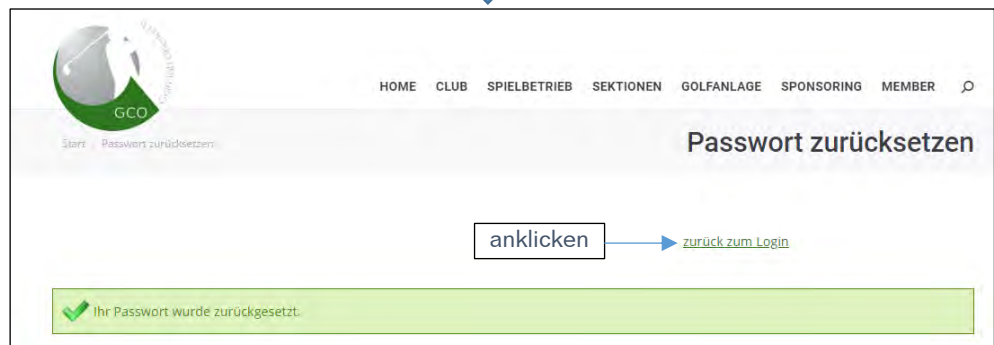 HOME CLUB SPIELBETRIEB SEKTIONEN GOLFANLAGE SPONSORING MEMBER
GCO
Start Passwort zurücksetzen
Passwort zurücksetzen
anklicken
zurück zum Login
Ihr Passwort wurde zurückgesetzt.